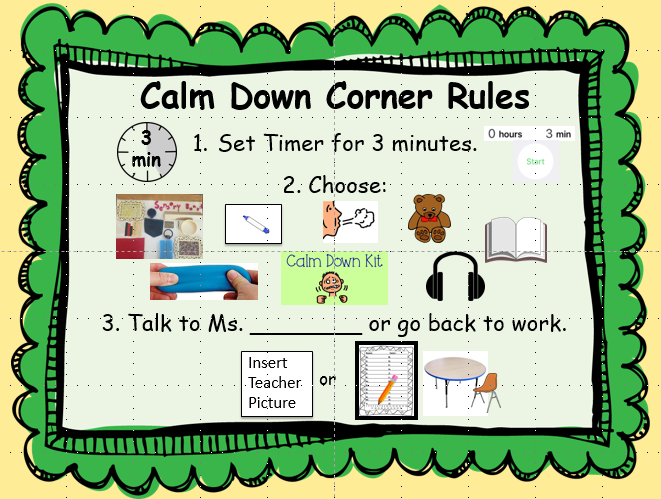 Calm Down Corner Rules
3
min
1. Set Timer for 3 minutes.
0 hours 3 min
Start
2. Choose:
Calm Down Kit
3. Talk to Ms. _________ or go back to work.
Insert
Teacher
Picture
or